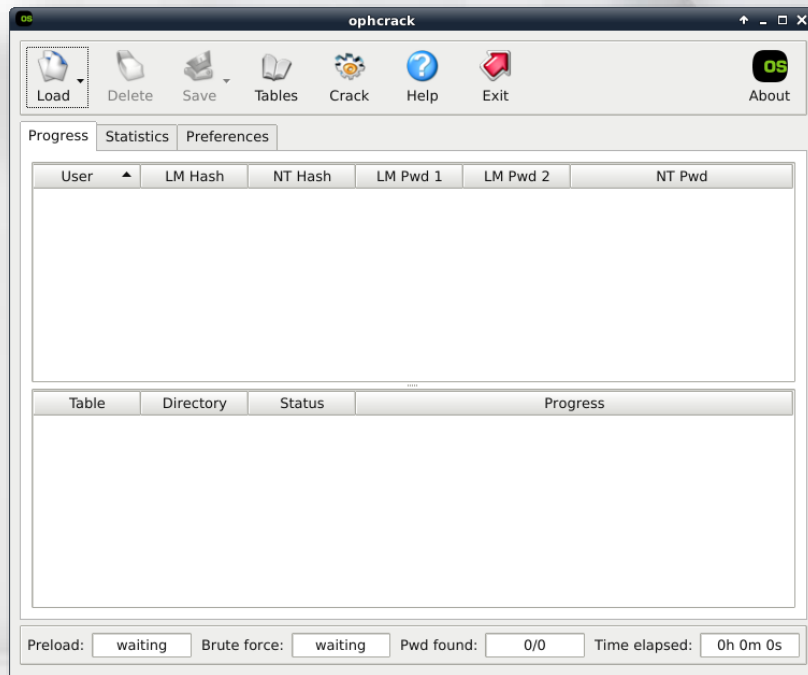 os ophcrack
Load Delete Save Tables Crack Help Exit os About
Progress Statistics Preferences
User LM Hash NT Hash LM Pwd 1 LM Pwd 2 NT Pwd
Table Directory Status Progress
Preload: waiting Brute force: waiting Pwd found: 0/0 Time elapsed: 0h 0m 0s